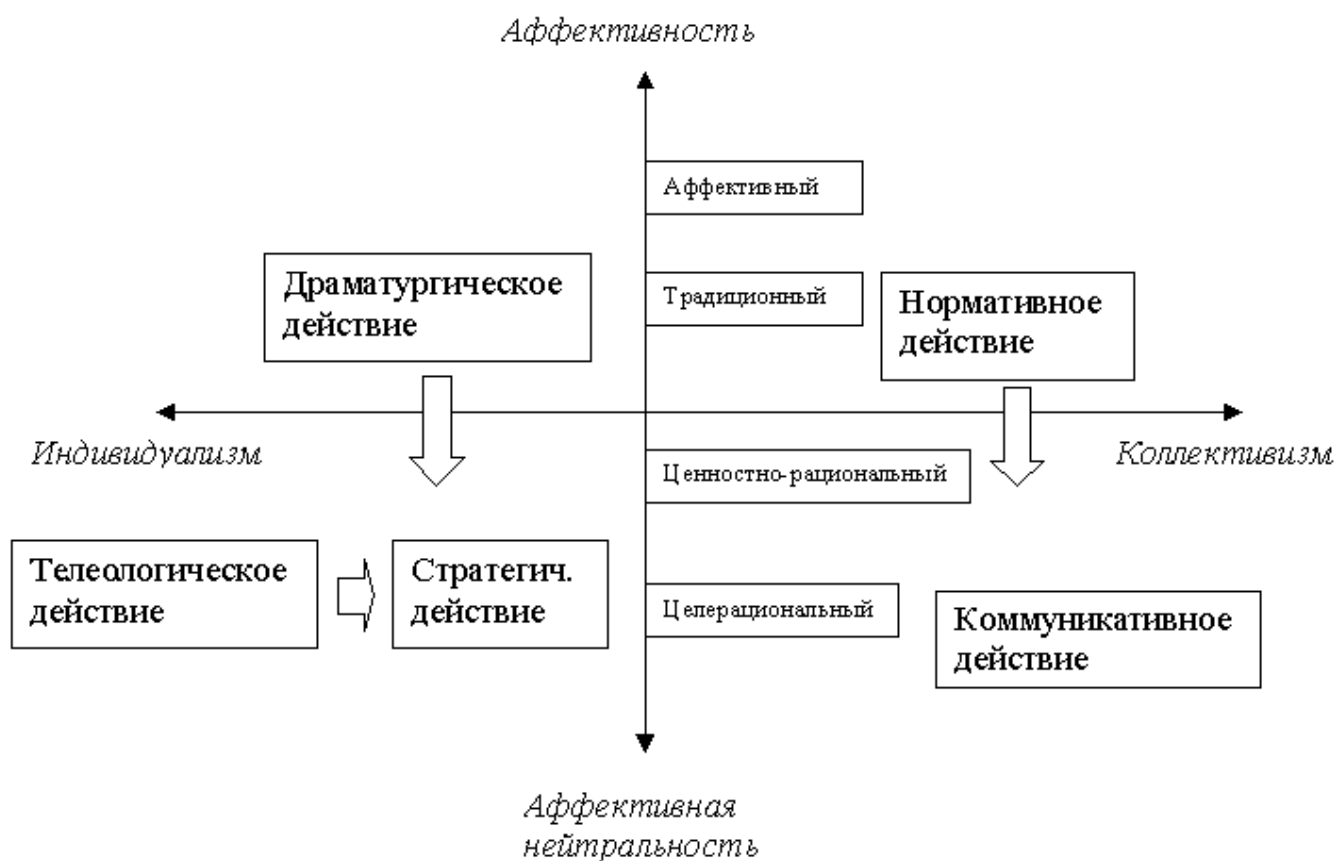 Аффективность
Аффективный
Драматургическое
действие
Традиционный
Нормативное
действие
Индивидуализм
Коллективизм
Ценностно-рациональный
Телеологическое
действие
Стратегич.
действие
Целерациональный
Коммуникативное
действие
Аффективная
нейтральность